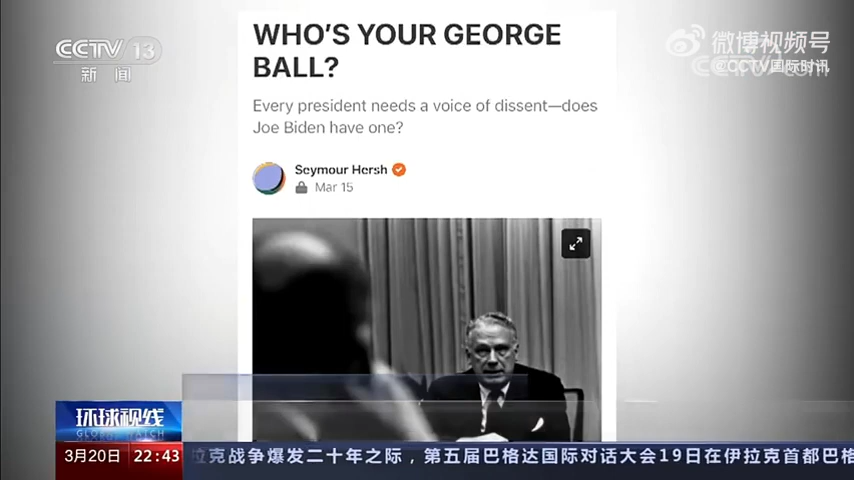 CCTV 13
新闻
微博视频号
@CCTV国际时讯
WHO'S YOUR GEORGE
BALL?
Every president needs a voice of dissent—does
Joe Biden have one?
Seymour Hersh
Mar 15
环球视线
GLOBAL WATCH
3月20日 22:43 拉克战争爆发二十年之际，第五届巴格达国际对话大会19日在伊拉克首都巴格